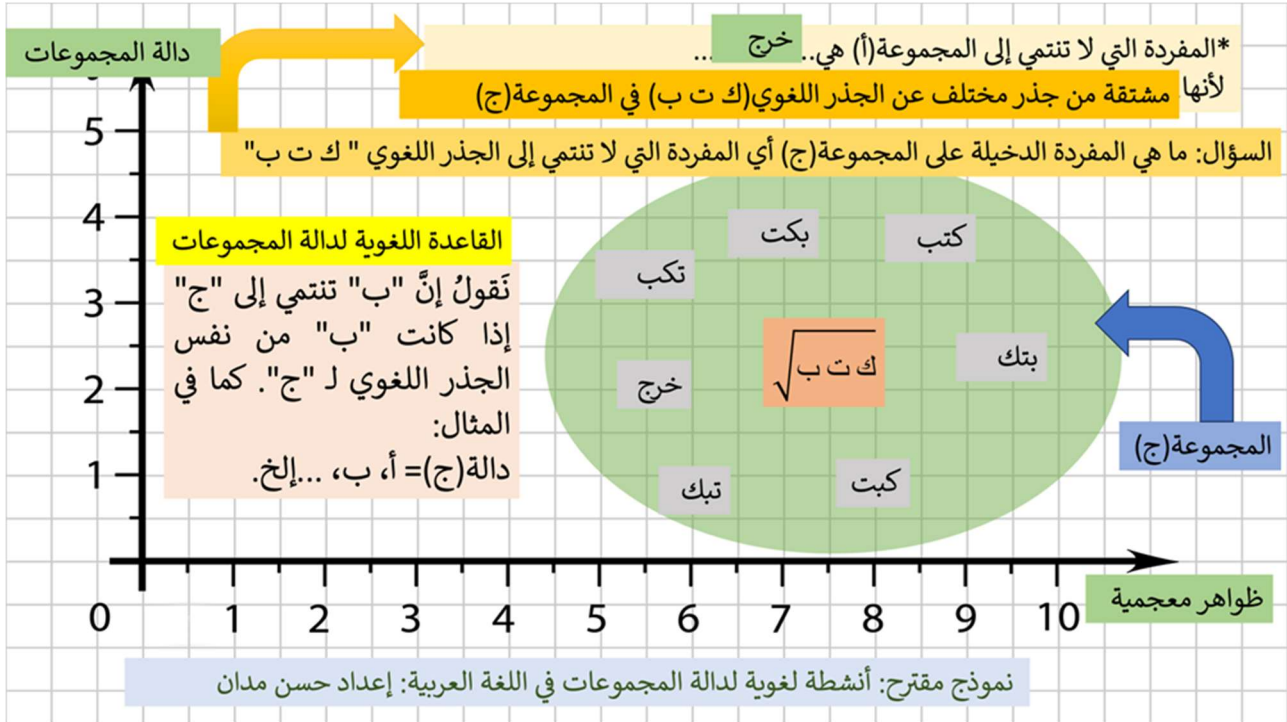 دالة المجموعات
*المفردة التي لا تنتمي إلى المجموعة(أ) هي.. خرج ...
لأنها مشتقة من جذر مختلف عن الجذر اللغوي(ك ت ب) في المجموعة(ج)
السؤال: ما هي المفردة الدخيلة على المجموعة(ج) أي المفردة التي لا تنتمي إلى الجذر اللغوي " ك ت ب"
القاعدة اللغوية لدالة المجموعات
نَقولُ إنَّ "ب" تنتمي إلى "ج"
إذا كانت "ب" من نفس
الجذر اللغوي لـ "ج". كما في
المثال:
دالة(ج)= أ، ب، ...إلخ.
كتب
بكت
تكب
بتك
√ك ت ب
خرج
كبت
تبك
المجموعة(ج)
5
4
3
2
1
0 1 2 3 4 5 6 7 8 9 10
ظواهر معجمية
نموذج مقترح: أنشطة لغوية لدالة المجموعات في اللغة العربية: إعداد حسن مدان